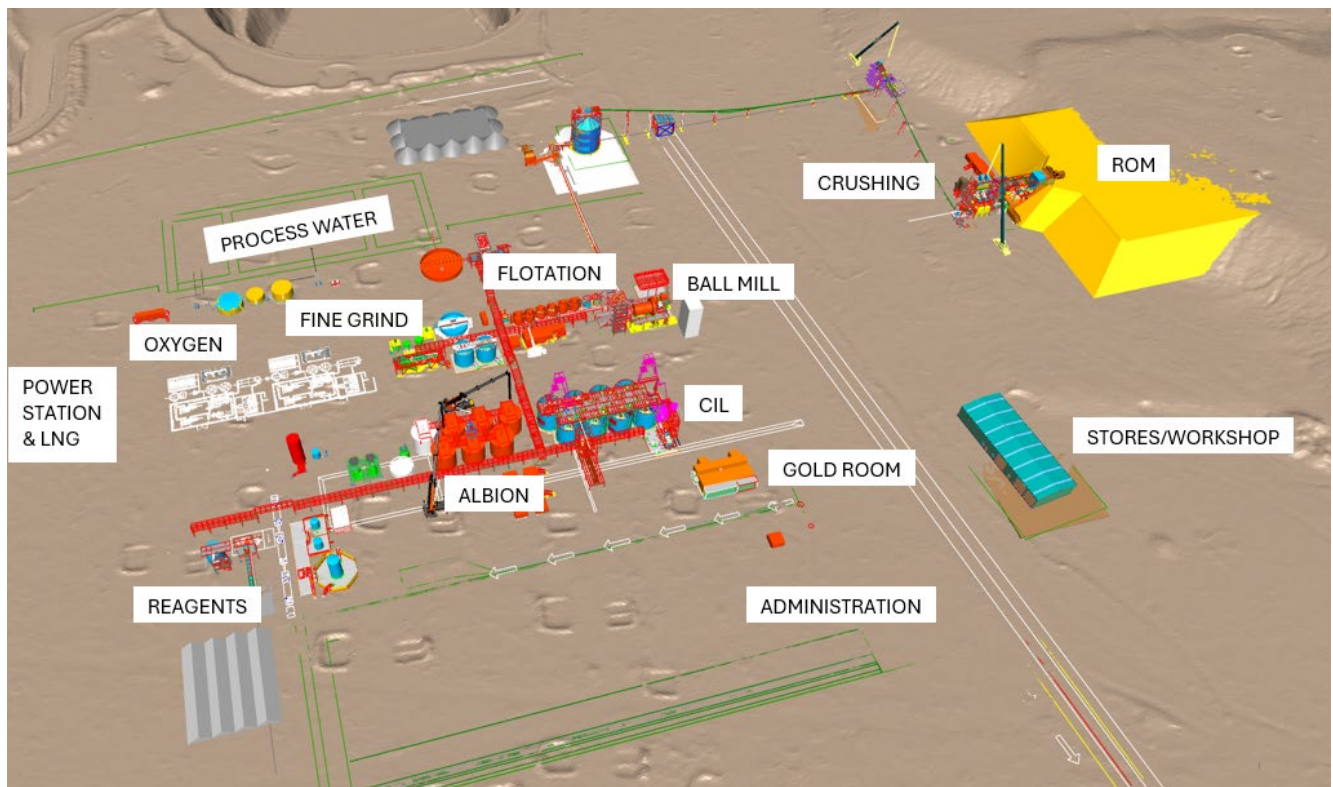 ROM
CRUSHING
PROCESS WATER
FLOTATION
BALL MILL
FINE GRIND
OXYGEN
POWER
STATION
& LNG
CIL
STORES/WORKSHOP
GOLD ROOM
ALBION
REAGENTS
ADMINISTRATION